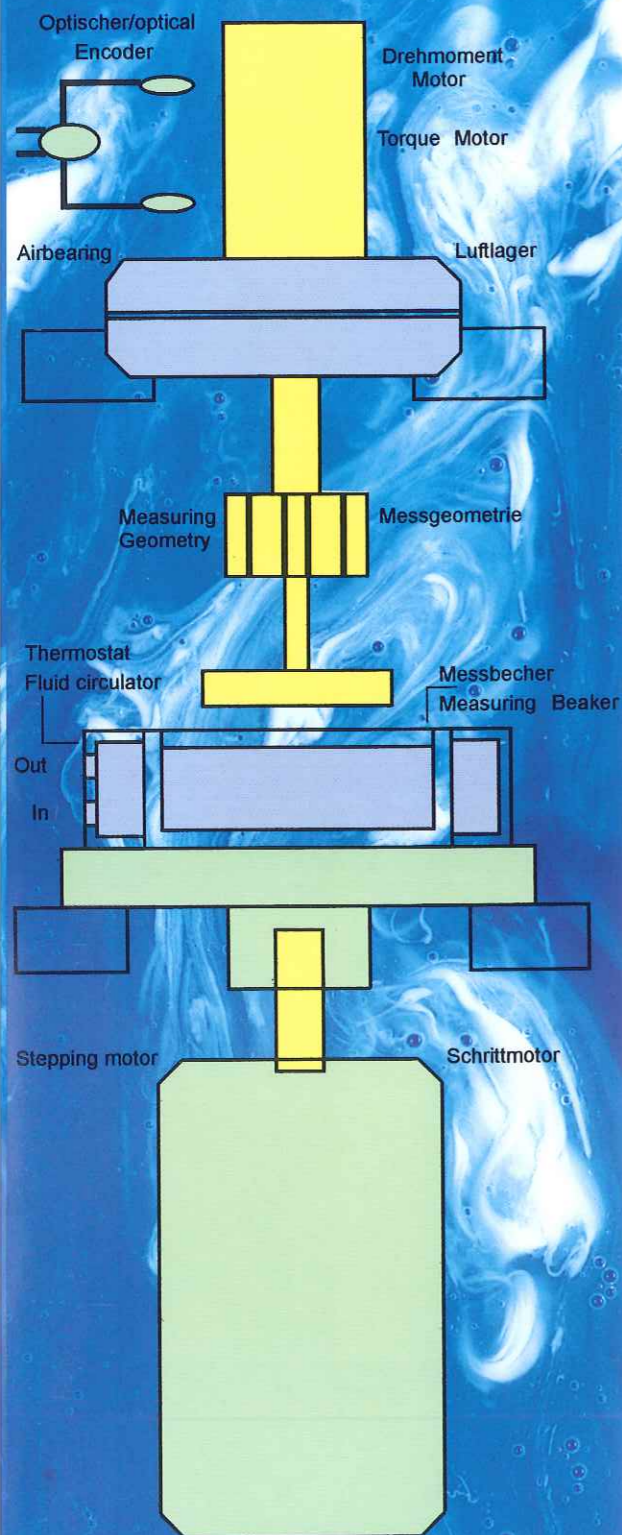 Optischer/optical
Encoder
Drehmoment
Motor
Torque Motor
Airbearing
Luftlager
Measuring
Geometry
Messgeometrie
Thermostat
Fluid circulator
Messbecher
Measuring Beaker
Out
In
Stepping motor
Schrittmotor